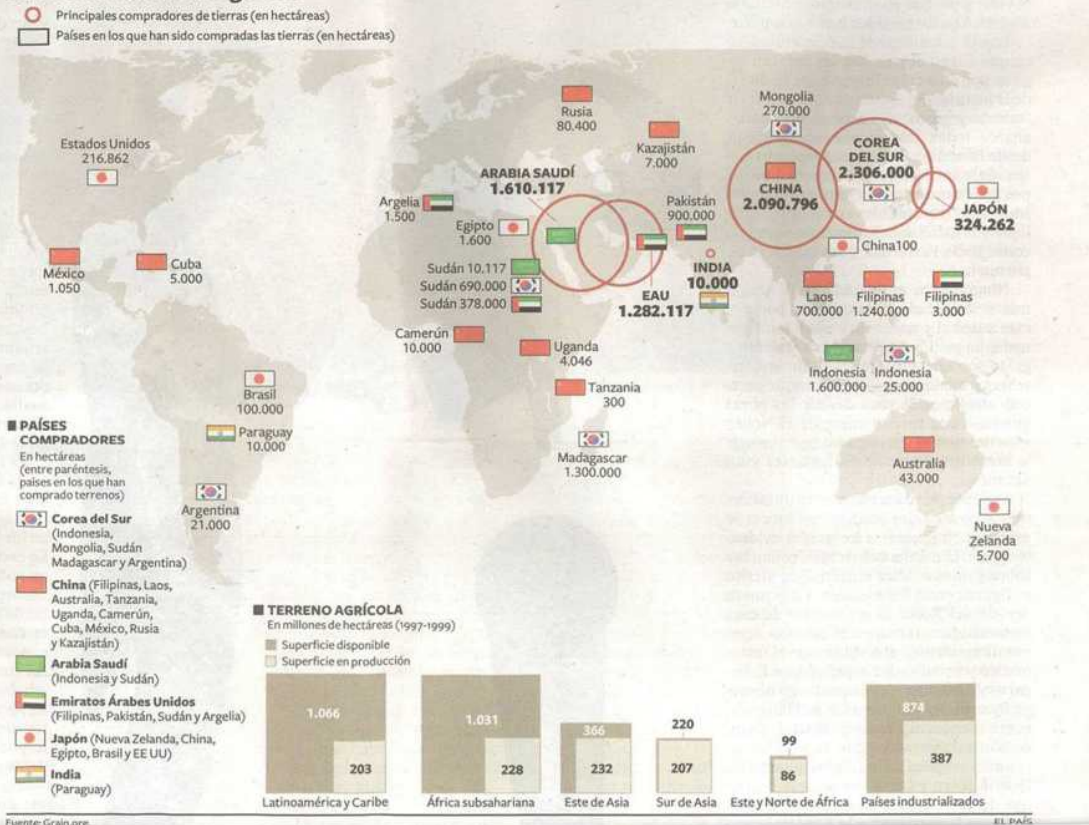 Principales compradores de tierras (en hectáreas)
Países en los que han sido compradas las tierras (en hectáreas)
Estados Unidos
216.862
México
1.050
Cuba
5.000
Brasil
100.000
Paraguay
10.000
Argentina
21.000
Rusia
80.400
Kazajistán
7.000
Mongolia
270.000
COREA
DEL SUR
2.306.000
CHINA
2.090.796
JAPÓN
324.262
ARABIA SAUDÍ
1.610.117
Argelia
1.500
Egipto
1.600
Pakistán
900.000
China100
Sudán 10.117
Sudán 690.000
Sudán 378.000
EAU
1.282.117
INDIA
10.000
Laos
700.000
Filipinas
1.240.000
Filipinas
3.000
Camerún
10.000
Uganda
4.046
Tanzania
300
Indonesia
1.600.000
Indonesia
25.000
Madagascar
1.300.000
Australia
43.000
Nueva
Zelanda
5.700
PAÍSES
COMPRADORES
En hectáreas
(entre paréntesis,
países en los que han
comprado terrenos)
Corea del Sur
(Indonesia,
Mongolia, Sudán
Madagascar y Argentina)
China (Filipinas, Laos,
Australia, Tanzania,
Uganda, Camerún,
Cuba, México, Rusia
y Kazajistán)
Arabia Saudí
(Indonesia y Sudán)
Emiratos Árabes Unidos
(Filipinas, Pakistán, Sudán y Argelia)
Japón (Nueva Zelanda, China,
Egipto, Brasil y EE UU)
India
(Paraguay)
TERRENO AGRÍCOLA
En millones de hectáreas (1997-1999)
Superficie disponible
Superficie en producción
1.066
203
Latinoamérica y Caribe
1.031
228
África subsahariana
366
232
Este de Asia
220
207
Sur de Asia
99
86
Este y Norte de África
874
387
Países industrializados
Fuente: Grain.org
EL PAÍS